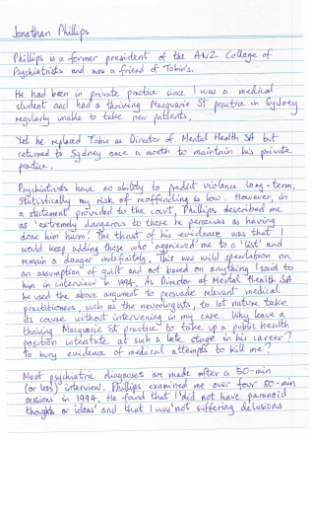 Jonathan Phillips
Phillips is a former president of the ANZ College of
Psychiatrists and was a friend of Tobin's.
He had been in private practice since I was a medical
student and had a thriving Macquarie St practice in Sydney
regularly unable to take new patients.
Yet he replaced Tobin as Director of Mental Health SA but
returned to Sydney once a month to maintain his private
practice.
Psychiatrists have no ability to predict violence long-term.
Statistically my risk of reoffending is low. However, in
a statement provided to the court, Phillips described me
as 'extremely dangerous to those he perceives as having
done him harm'. The thrust of his evidence was that I
would keep adding those who 'aggrieved' me to a 'list' and
remain a danger indefinitely. This was wild speculation on
an assumption of guilt and not based on anything I said to
him in interview in 1994. As Director of Mental Health SA
he used the above argument to persuade relevant medical
practitioners, such as the neurologists, to let nature take
its course without intervening in my care. Why leave a
thriving Macquarie St practice to take up a public health
position interstate at such a late stage in his career?
To bury evidence of medical attempts to kill me?
Most psychiatric diagnoses are made after a 50-min
(or less) interview. Phillips examined me over four 50-min
sessions in 1994. He found that I 'did not have paranoid
thoughts or ideas' and that I was 'not suffering delusions